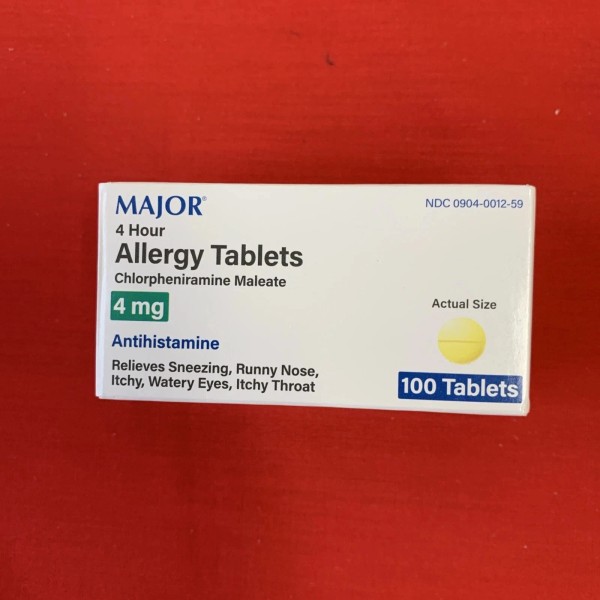 MAJOR®
NDC 0904-0012-59
4 Hour
Allergy Tablets
Chlorpheniramine Maleate
4 mg
Actual Size
Antihistamine
Relieves Sneezing, Runny Nose,
Itchy, Watery Eyes, Itchy Throat
100 Tablets